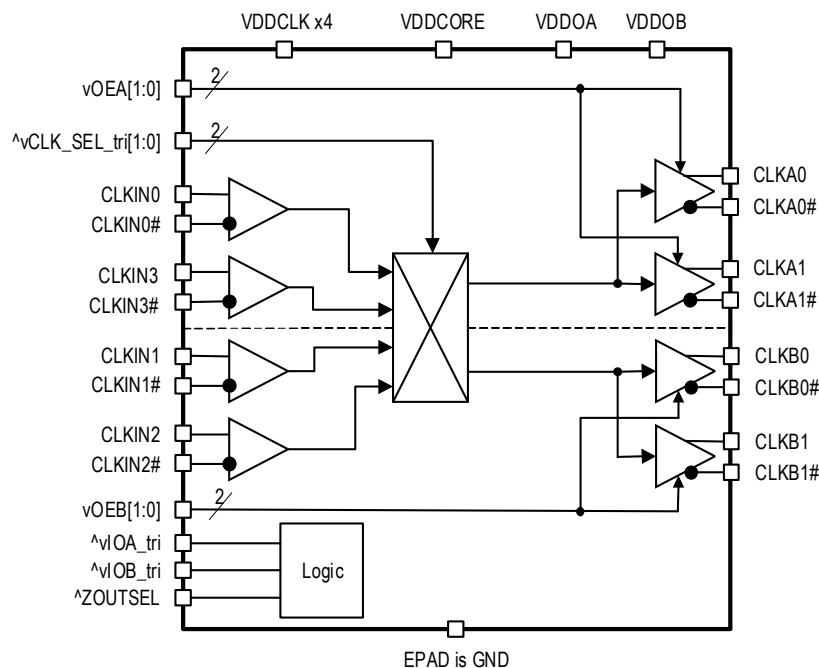 VDDCLK x4
VDDCORE
VDDOA
VDDOB
vOEA[1:0]
2
^vCLK_SEL_tri[1:0]
2
CLKIN0
CLKIN0#
CLKIN3
CLKIN3#
CLKIN1
CLKIN1#
CLKIN2
CLKIN2#
vOEB[1:0]
2
^vIOA_tri
^vIOB_tri
^ZOUTSEL
Logic
CLKA0
CLKA0#
CLKA1
CLKA1#
CLKB0
CLKB0#
CLKB1
CLKB1#
EPAD is GND